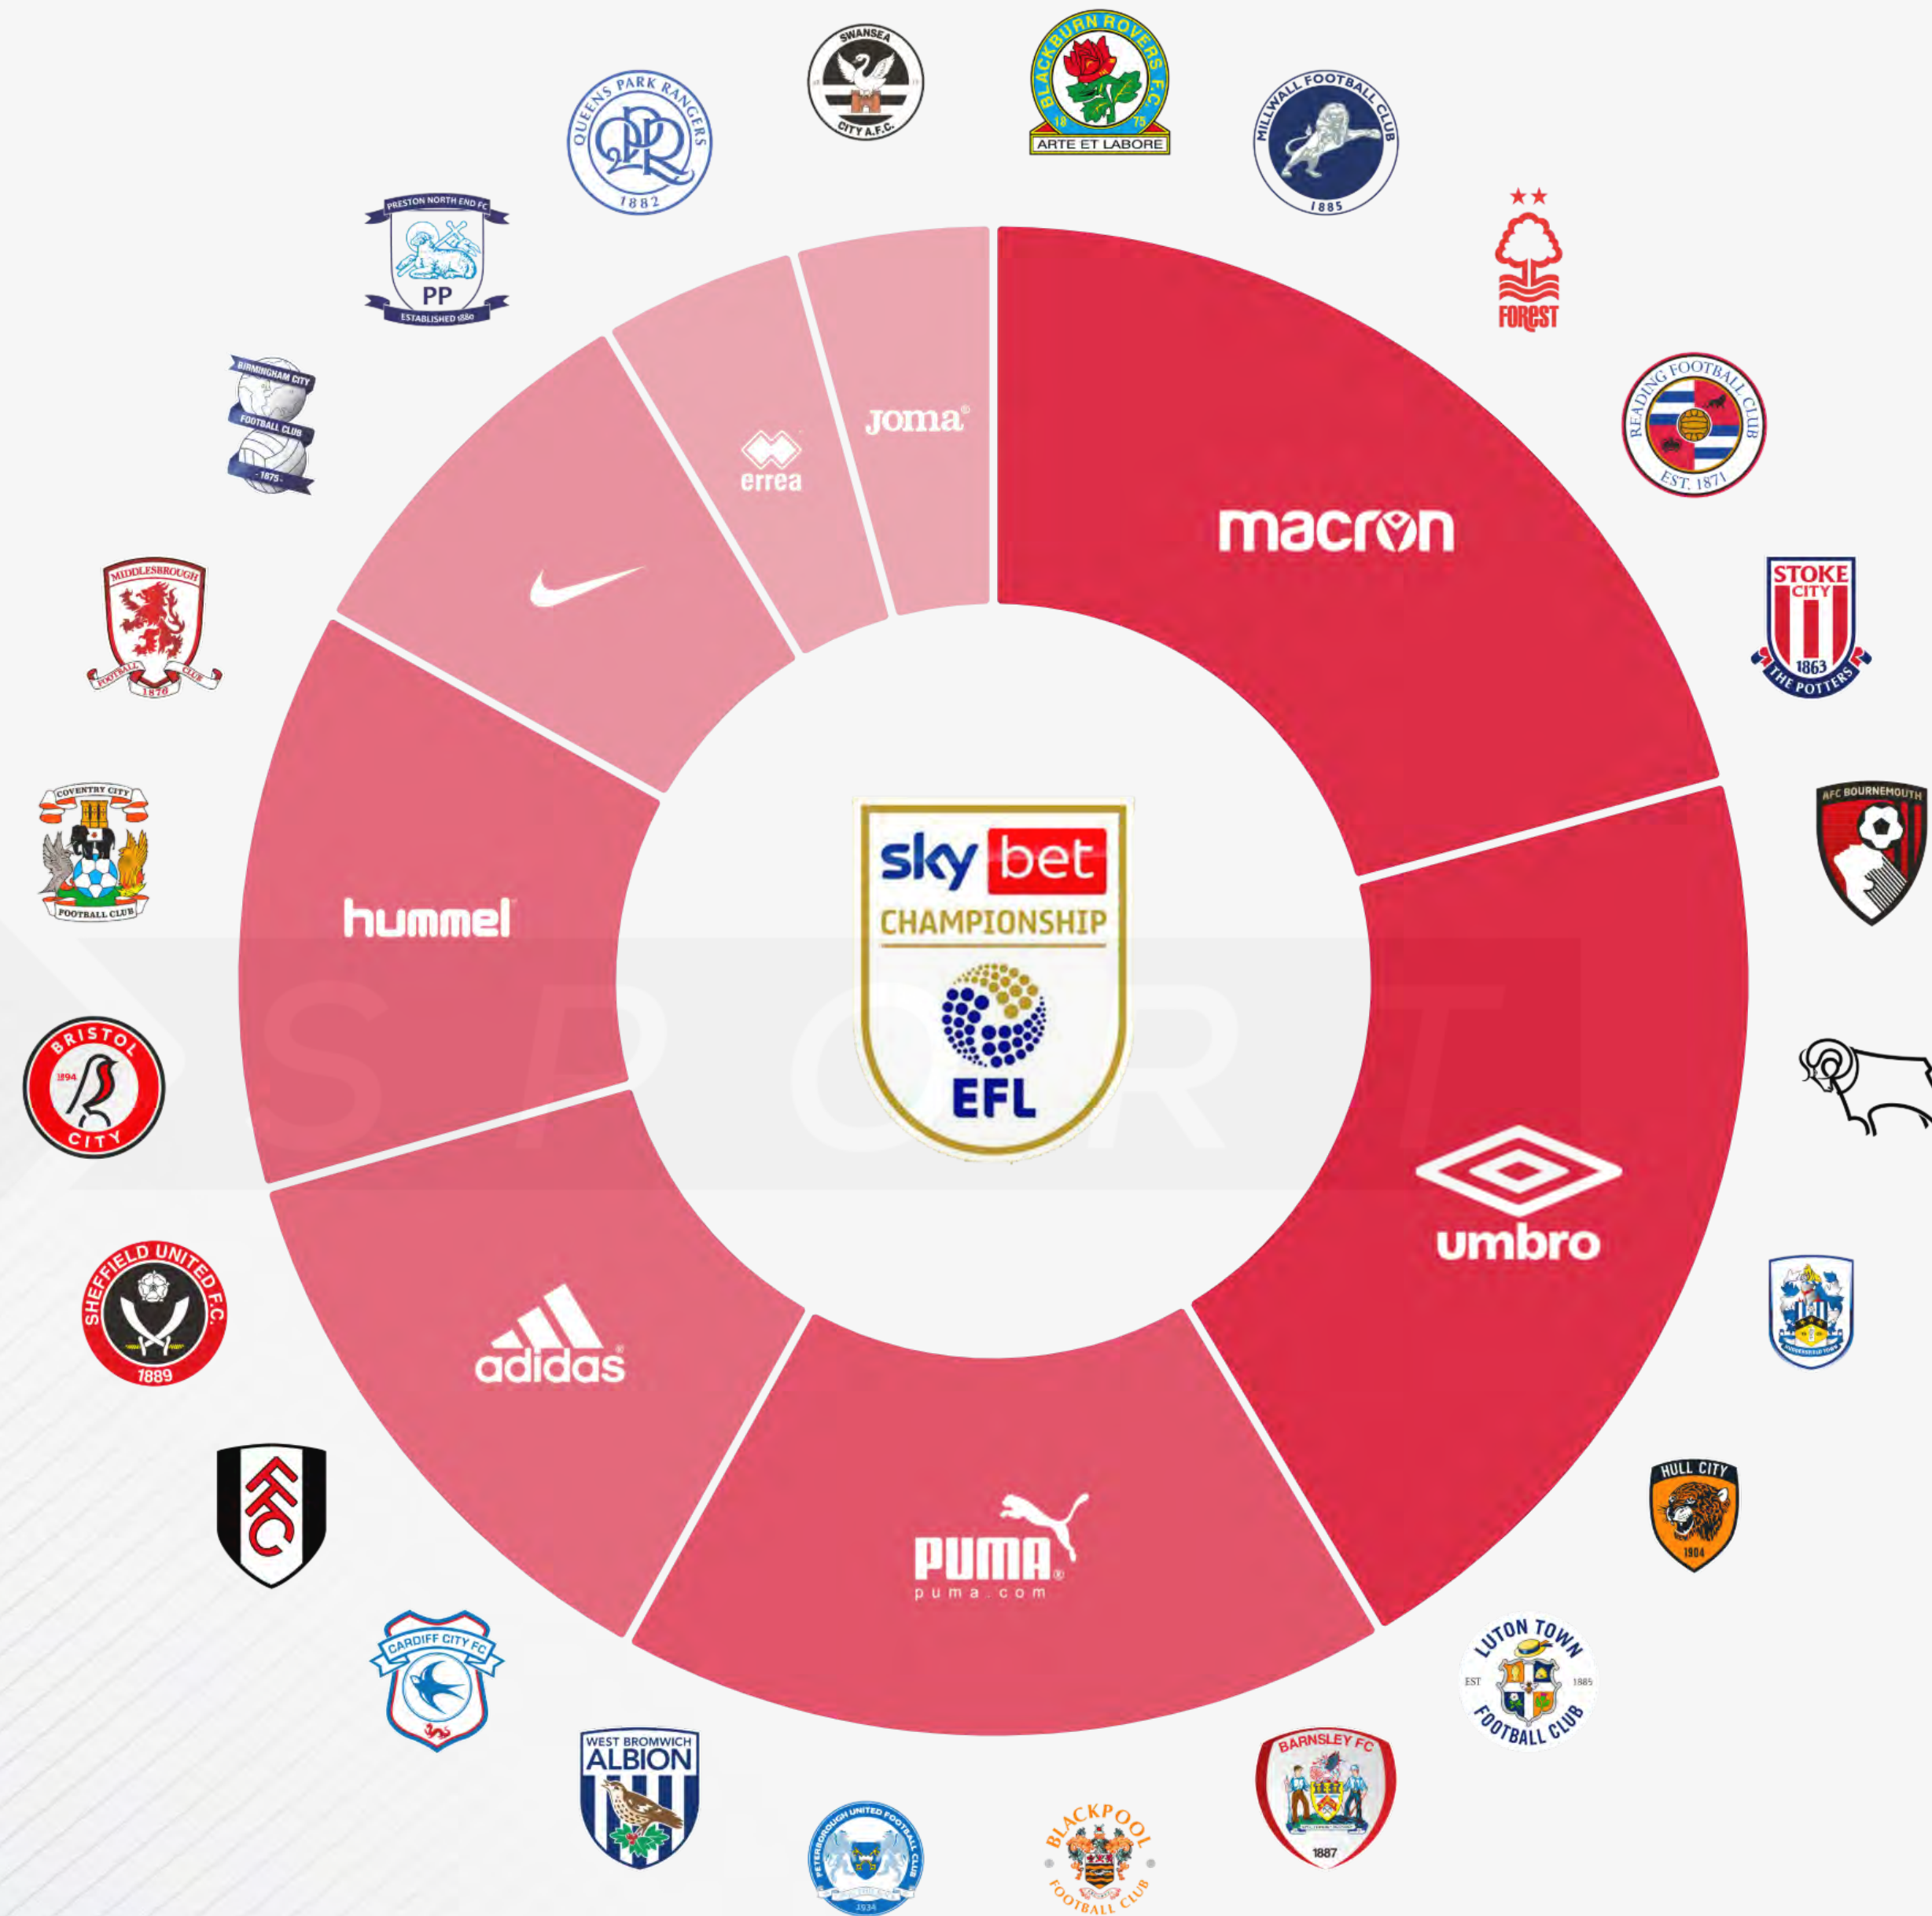 SWANSEA
CITY A.F.C.
BLACKBURN ROVERS F.C.
18 75
ARTE ET LABORE
MILLWALL FOOTBALL CLUB
1885
FOREST
READING FOOTBALL CLUB
EST. 1871
STOKE
CITY
1863
THE POTTERS
AFC BOURNEMOUTH
HULL CITY
1904
LUTON TOWN
EST 1885
FOOTBALL CLUB
BARNSLEY FC
1887
BLACKPOOL
FOOTBALL CLUB
PETERBOROUGH UNITED FOOTBALL CLUB
1934
WEST BROMWICH
ALBION
CARDIFF CITY FC
FFC
SHEFFIELD UNITED F.C.
1889
BRISTOL
1894
CITY
COVENTRY CITY
FOOTBALL CLUB
MIDDLESBROUGH
FOOTBALL CLUB
1876
BIRMINGHAM CITY
FOOTBALL CLUB
- 1875 -
PRESTON NORTH END FC
PP
ESTABLISHED 1880
QUEENS PARK RANGERS
QPR
1882
macron
umbro
PUMA®
puma.com
adidas®
hummel
errea
Joma®
sky bet
CHAMPIONSHIP
EFL
SPORT